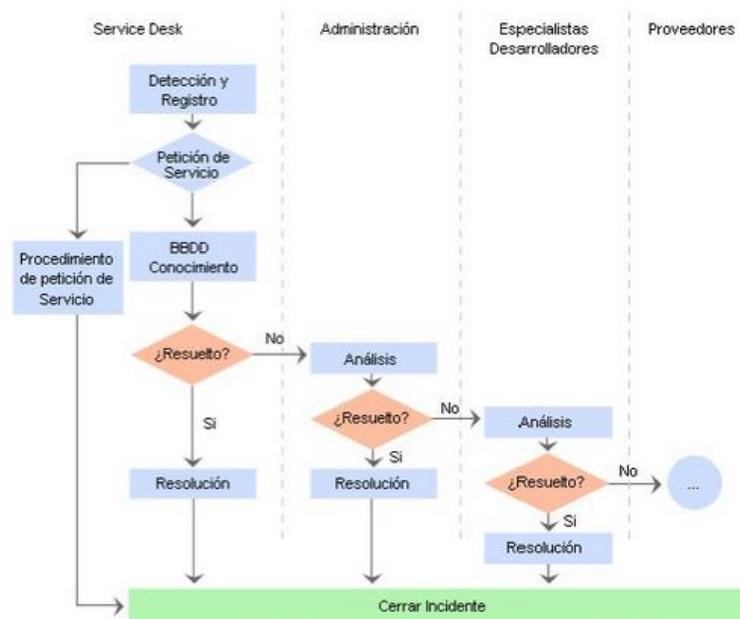 Service Desk
Administración
Especialistas
Desarrolladores
Proveedores
Detección y
Registro
Petición de
Servicio
Procedimiento
de petición de
Servicio
BBDD
Conocimiento
¿Resuelto?
No
Análisis
¿Resuelto?
No
Análisis
Si
Si
¿Resuelto?
No
...
Resolución
Resolución
Si
Resolución
Cerrar Incidente